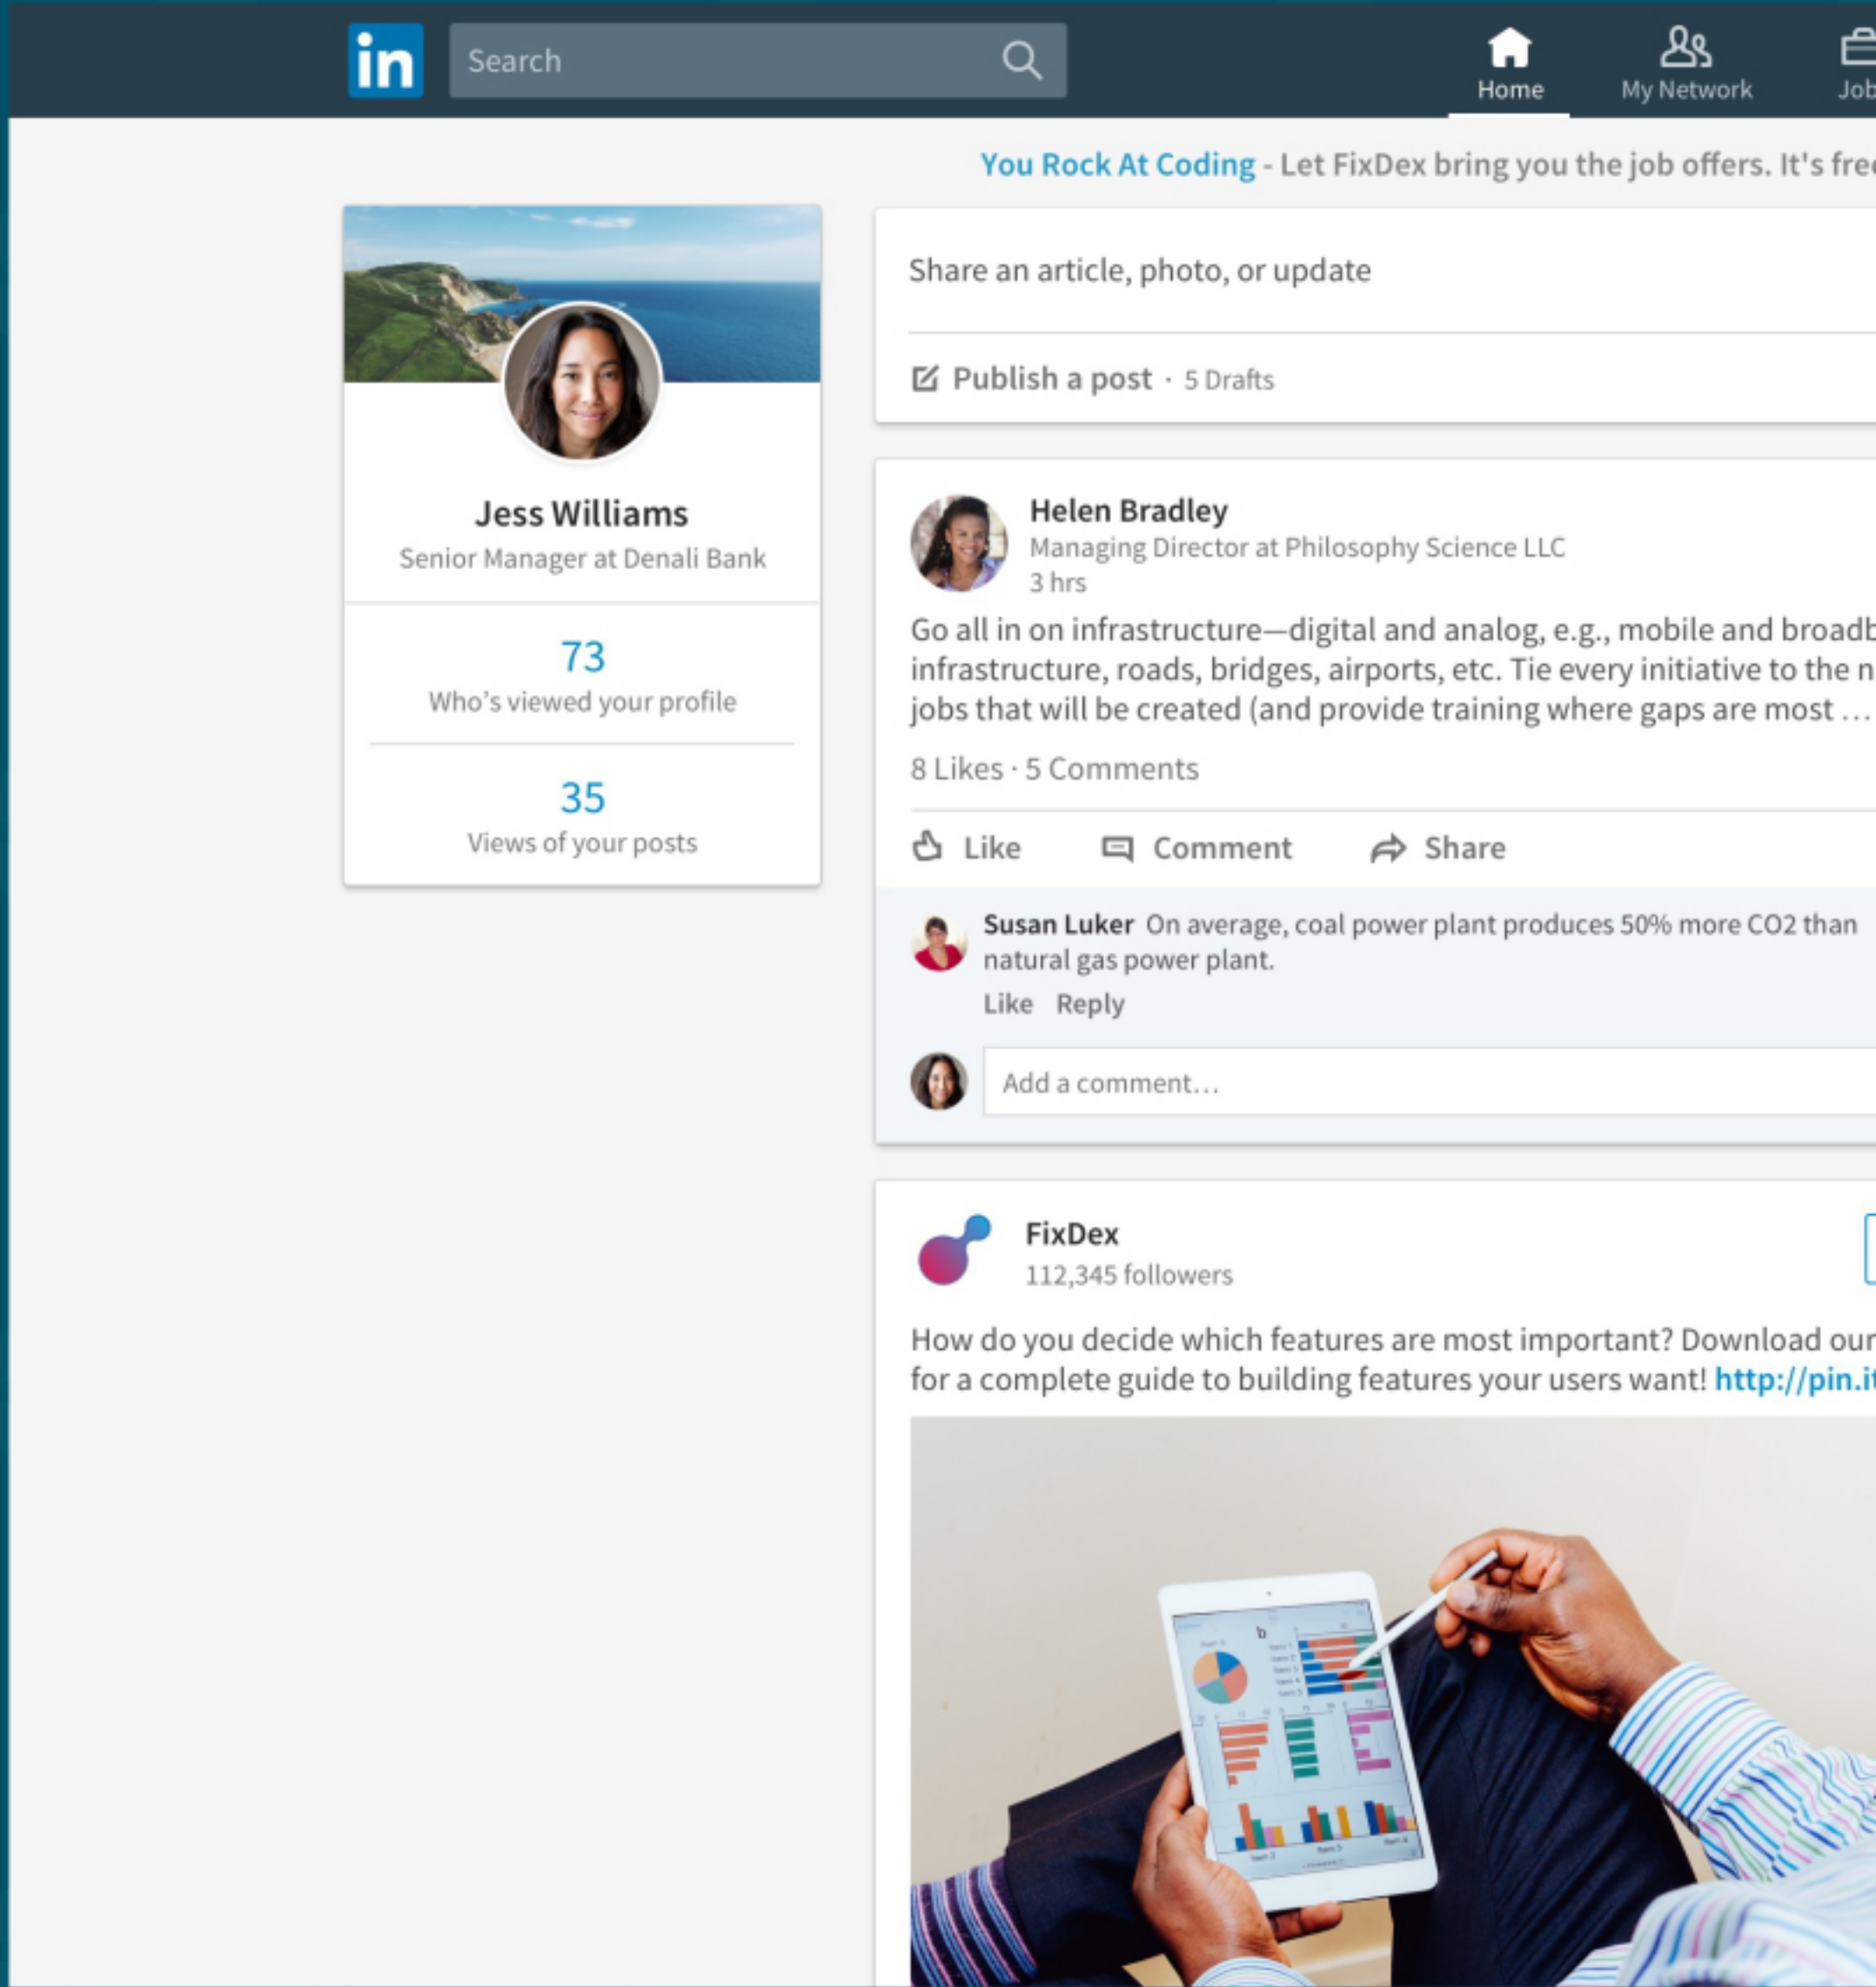 in
Search
Home
My Network
Job
You Rock At Coding - Let FixDex bring you the job offers. It's free
Jess Williams
Senior Manager at Denali Bank
73
Who's viewed your profile
35
Views of your posts
Share an article, photo, or update
Publish a post · 5 Drafts
Helen Bradley
Managing Director at Philosophy Science LLC
3 hrs
Go all in on infrastructure—digital and analog, e.g., mobile and broadb
infrastructure, roads, bridges, airports, etc. Tie every initiative to the n
jobs that will be created (and provide training where gaps are most …
8 Likes · 5 Comments
Like Comment Share
Susan Luker On average, coal power plant produces 50% more CO2 than
natural gas power plant.
Like Reply
Add a comment…
FixDex
112,345 followers
How do you decide which features are most important? Download our
for a complete guide to building features your users want! http://pin.it
b